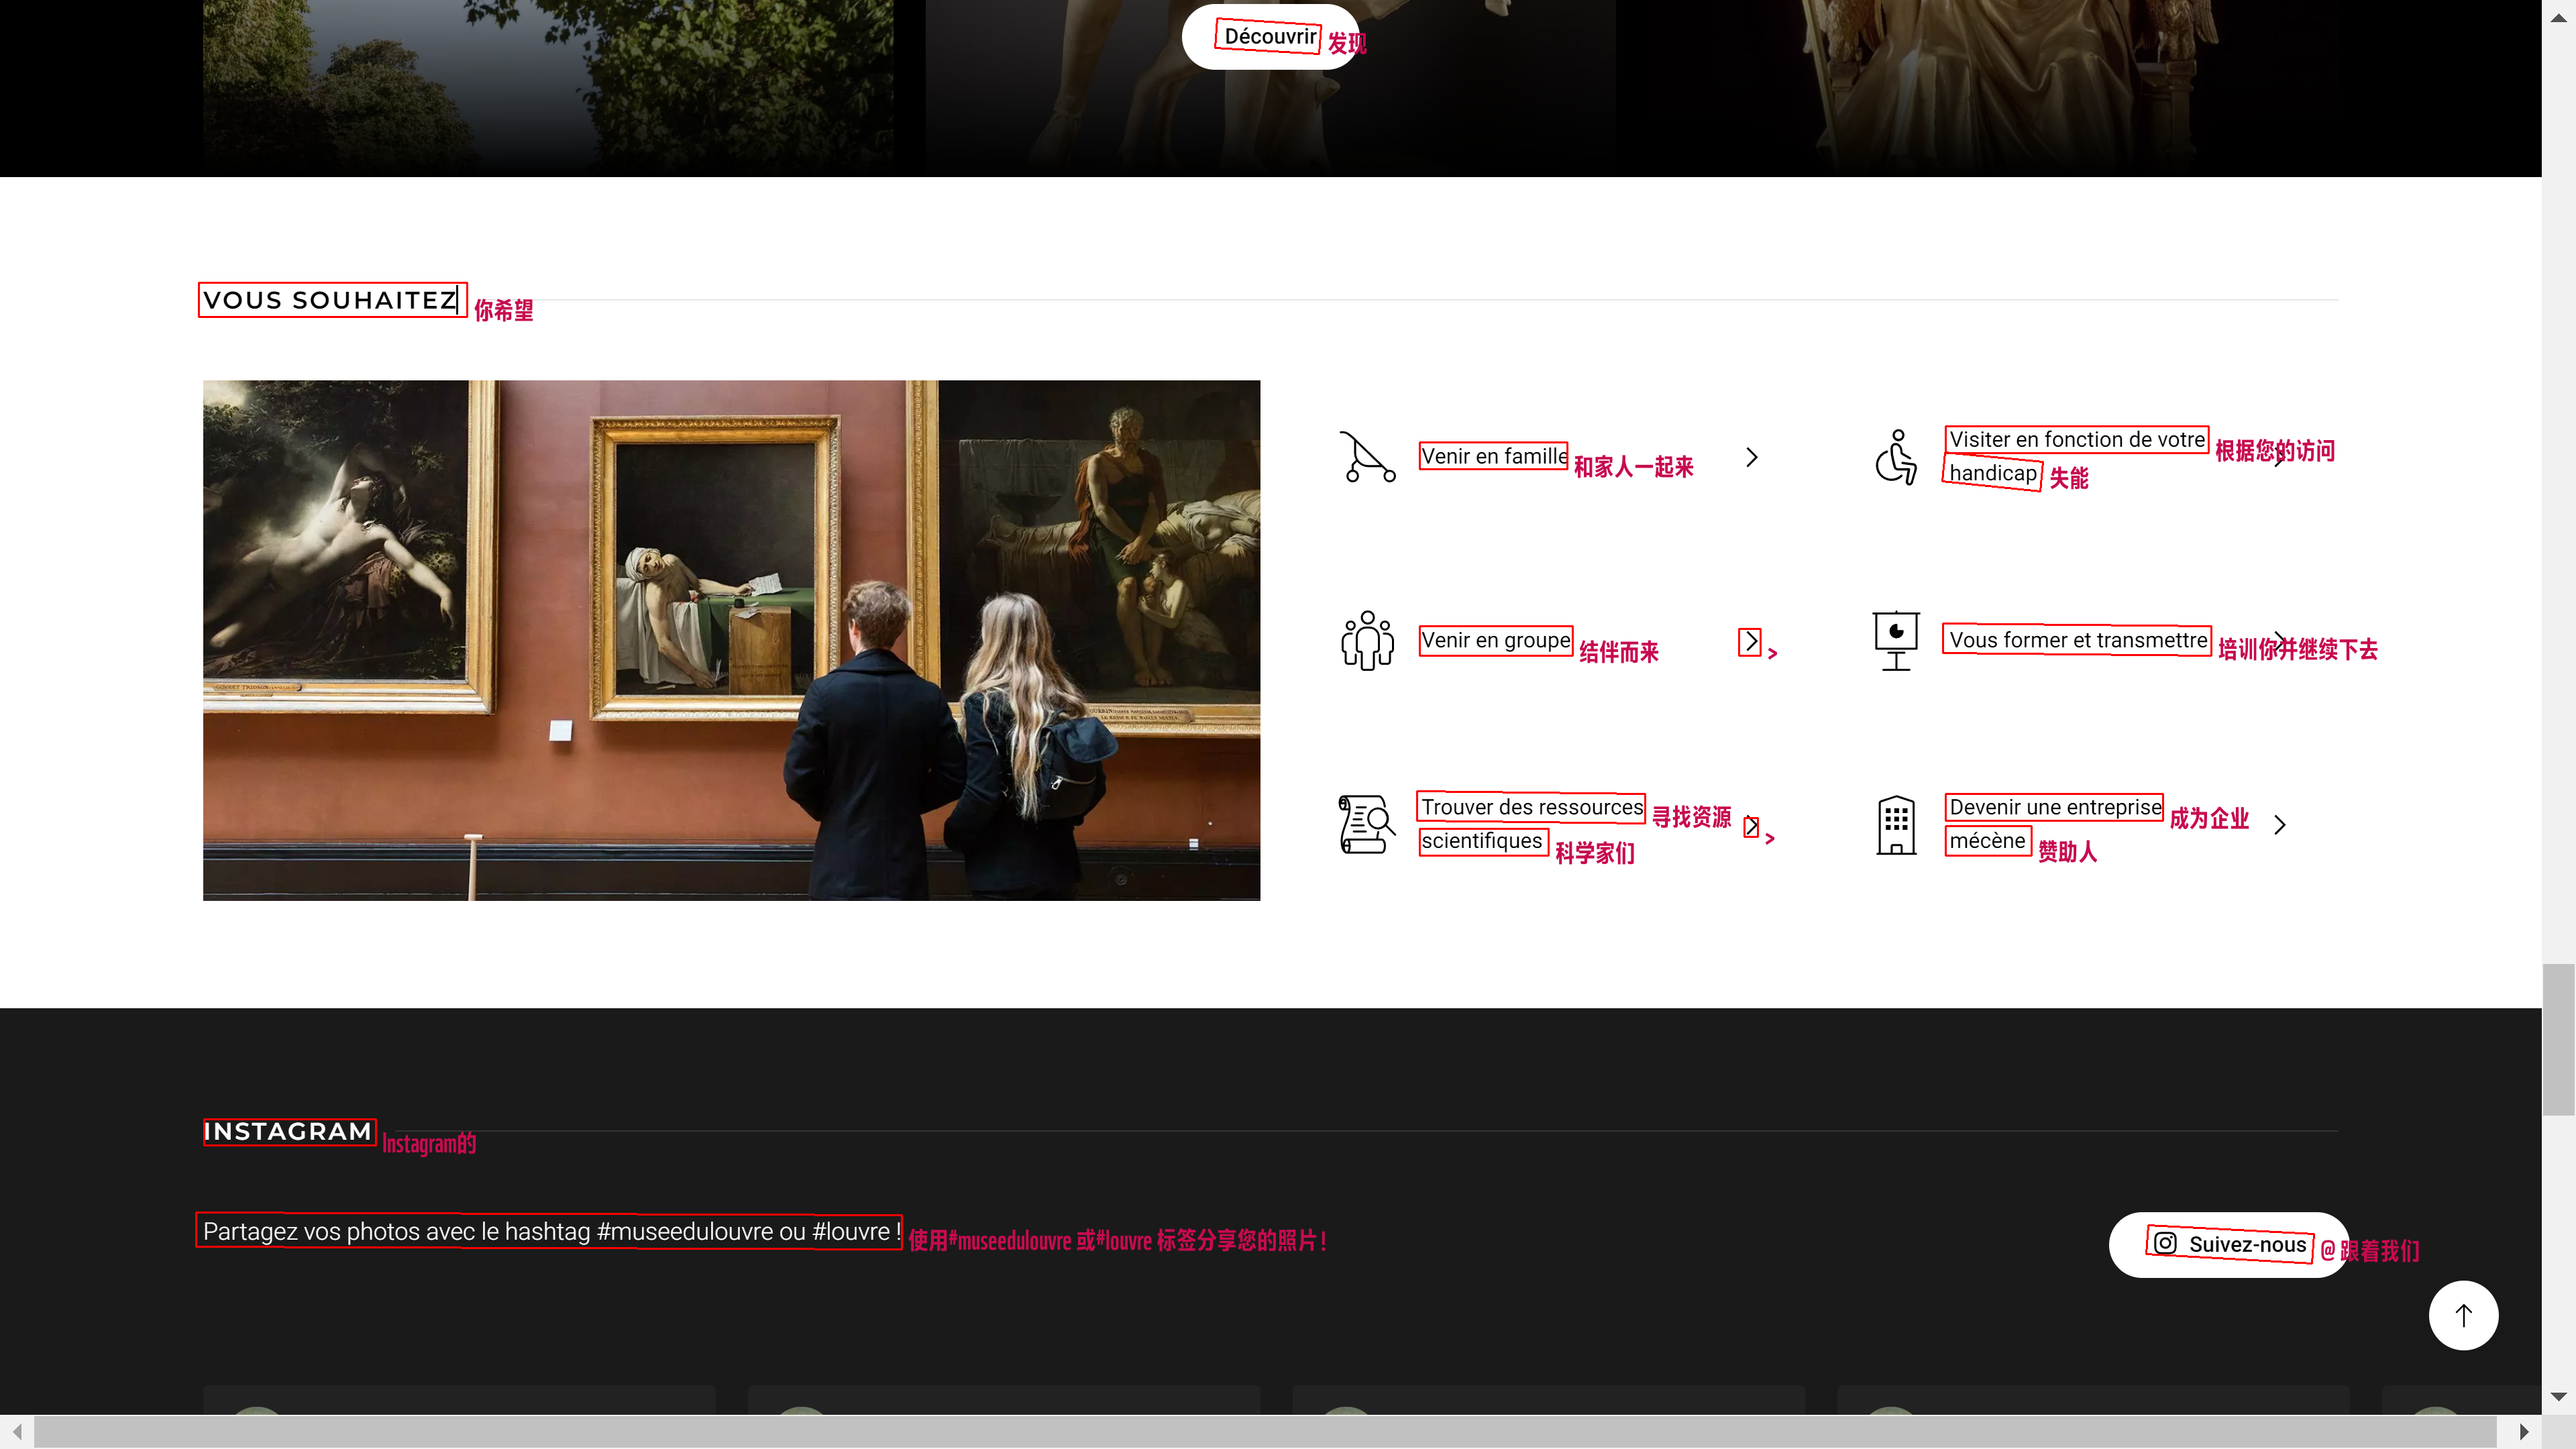 Découvrir 发现
VOUS SOUHAITEZ 你希望
Venir en famille 和家人一起来
Visiter en fonction de votre 根据您的访问
handicap 失能
Venir en groupe 结伴而来 >
Vous former et transmettre 培训你并继续下去
Trouver des ressources 寻找资源
scientifiques 科学家们 >
Devenir une entreprise 成为企业
mécène 赞助人
INSTAGRAM Instagram的
Partagez vos photos avec le hashtag #museedulouvre ou #louvre ! 使用#museedulouvre 或#louvre 标签分享您的照片！
Suivez-nous @ 跟着我们